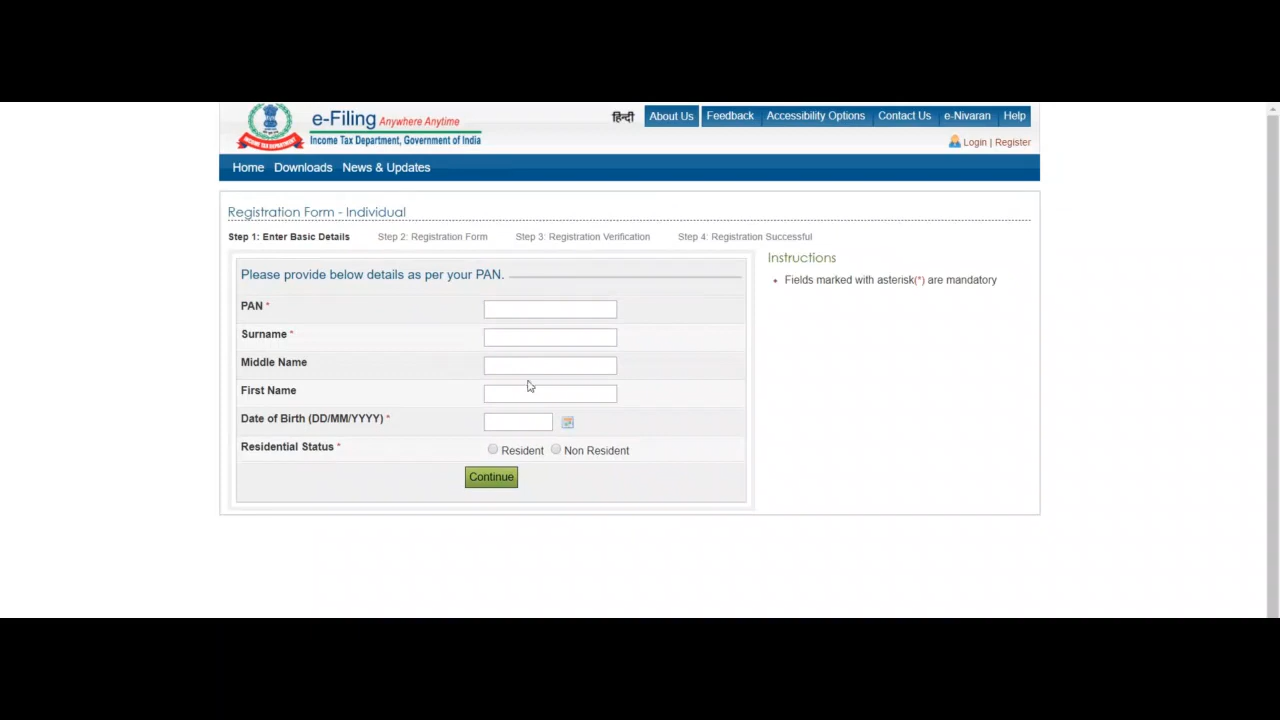 e-Filing Anywhere Anytime
Income Tax Department, Government of India
हिन्दी About Us Feedback Accessibility Options Contact Us e-Nivaran Help
Login | Register
Home Downloads News & Updates
Registration Form - Individual
Step 1: Enter Basic Details Step 2: Registration Form Step 3: Registration Verification Step 4: Registration Successful
Please provide below details as per your PAN.
PAN *
Surname *
Middle Name
First Name
Date of Birth (DD/MM/YYYY) *
Residential Status *
Resident Non Resident
Continue
Instructions
Fields marked with asterisk(*) are mandatory